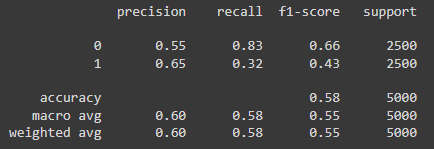 precision recall f1-score support
0 0.55 0.83 0.66 2500
1 0.65 0.32 0.43 2500
accuracy 0.58 5000
macro avg 0.60 0.58 0.55 5000
weighted avg 0.60 0.58 0.55 5000